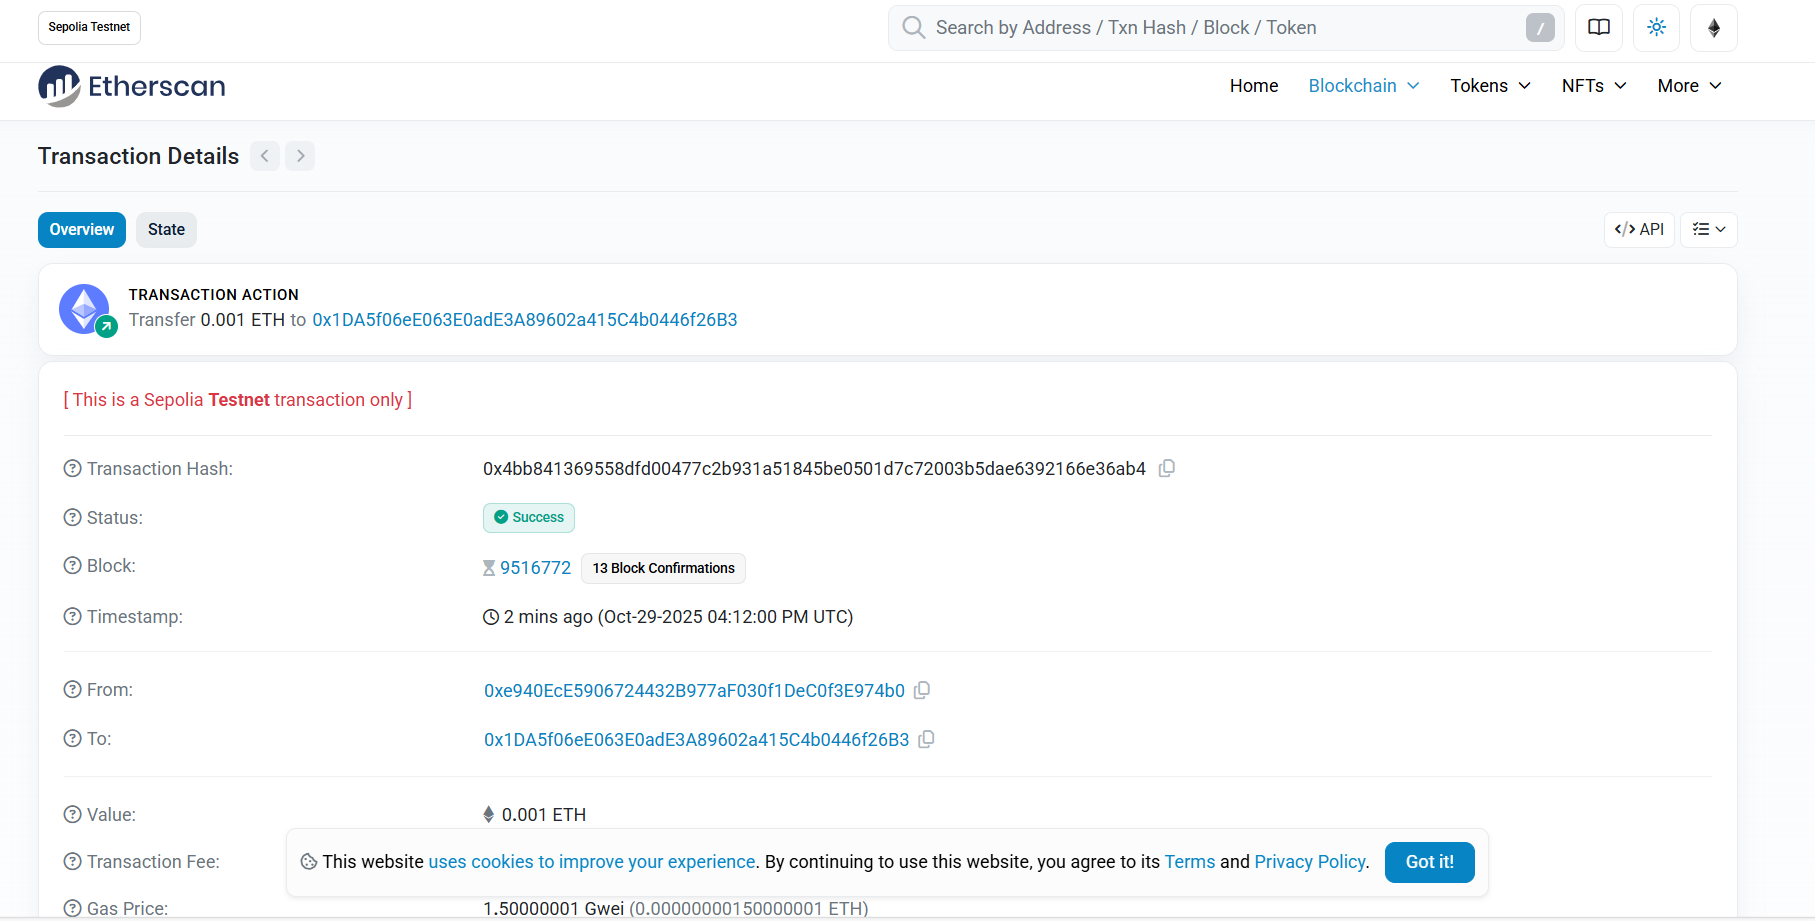 Sepolia Testnet
Search by Address / Txn Hash / Block / Token /
Etherscan
Home Blockchain Tokens NFTs More
Transaction Details
Overview State
</> API
TRANSACTION ACTION
Transfer 0.001 ETH to 0x1DA5f06eE063E0adE3A89602a415C4b0446f26B3
[ This is a Sepolia Testnet transaction only ]
Transaction Hash: 0x4bb841369558dfd00477c2b931a51845be0501d7c72003b5dae6392166e36ab4
Status: Success
Block: 9516772 13 Block Confirmations
Timestamp: 2 mins ago (Oct-29-2025 04:12:00 PM UTC)
From: 0xe940EcE5906724432B977aF030f1DeC0f3E974b0
To: 0x1DA5f06eE063E0adE3A89602a415C4b0446f26B3
Value: 0.001 ETH
Transaction Fee:
This website uses cookies to improve your experience. By continuing to use this website, you agree to its Terms and Privacy Policy. Got it!
Gas Price: 1.50000001 Gwei (0.00000000150000001 ETH)